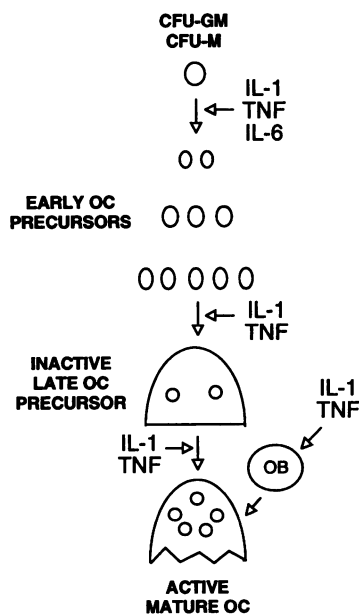 CFU-GM
CFU-M
IL-1
TNF
IL-6
EARLY OC
PRECURSORS
IL-1
TNF
INACTIVE
LATE OC
PRECURSOR
IL-1
TNF
IL-1
TNF
OB
ACTIVE
MATURE OC